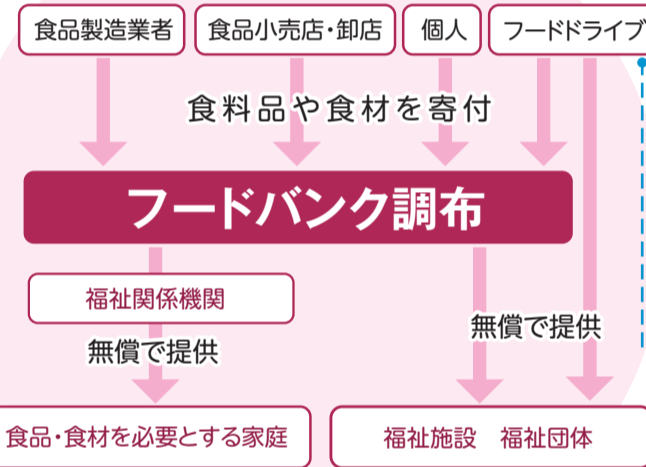 食品製造業者
食品小売店・卸店
個人
フードドライブ
食料品や食材を寄付
フードバンク調布
福祉関係機関
無償で提供
無償で提供
食品・食材を必要とする家庭
福祉施設 福祉団体